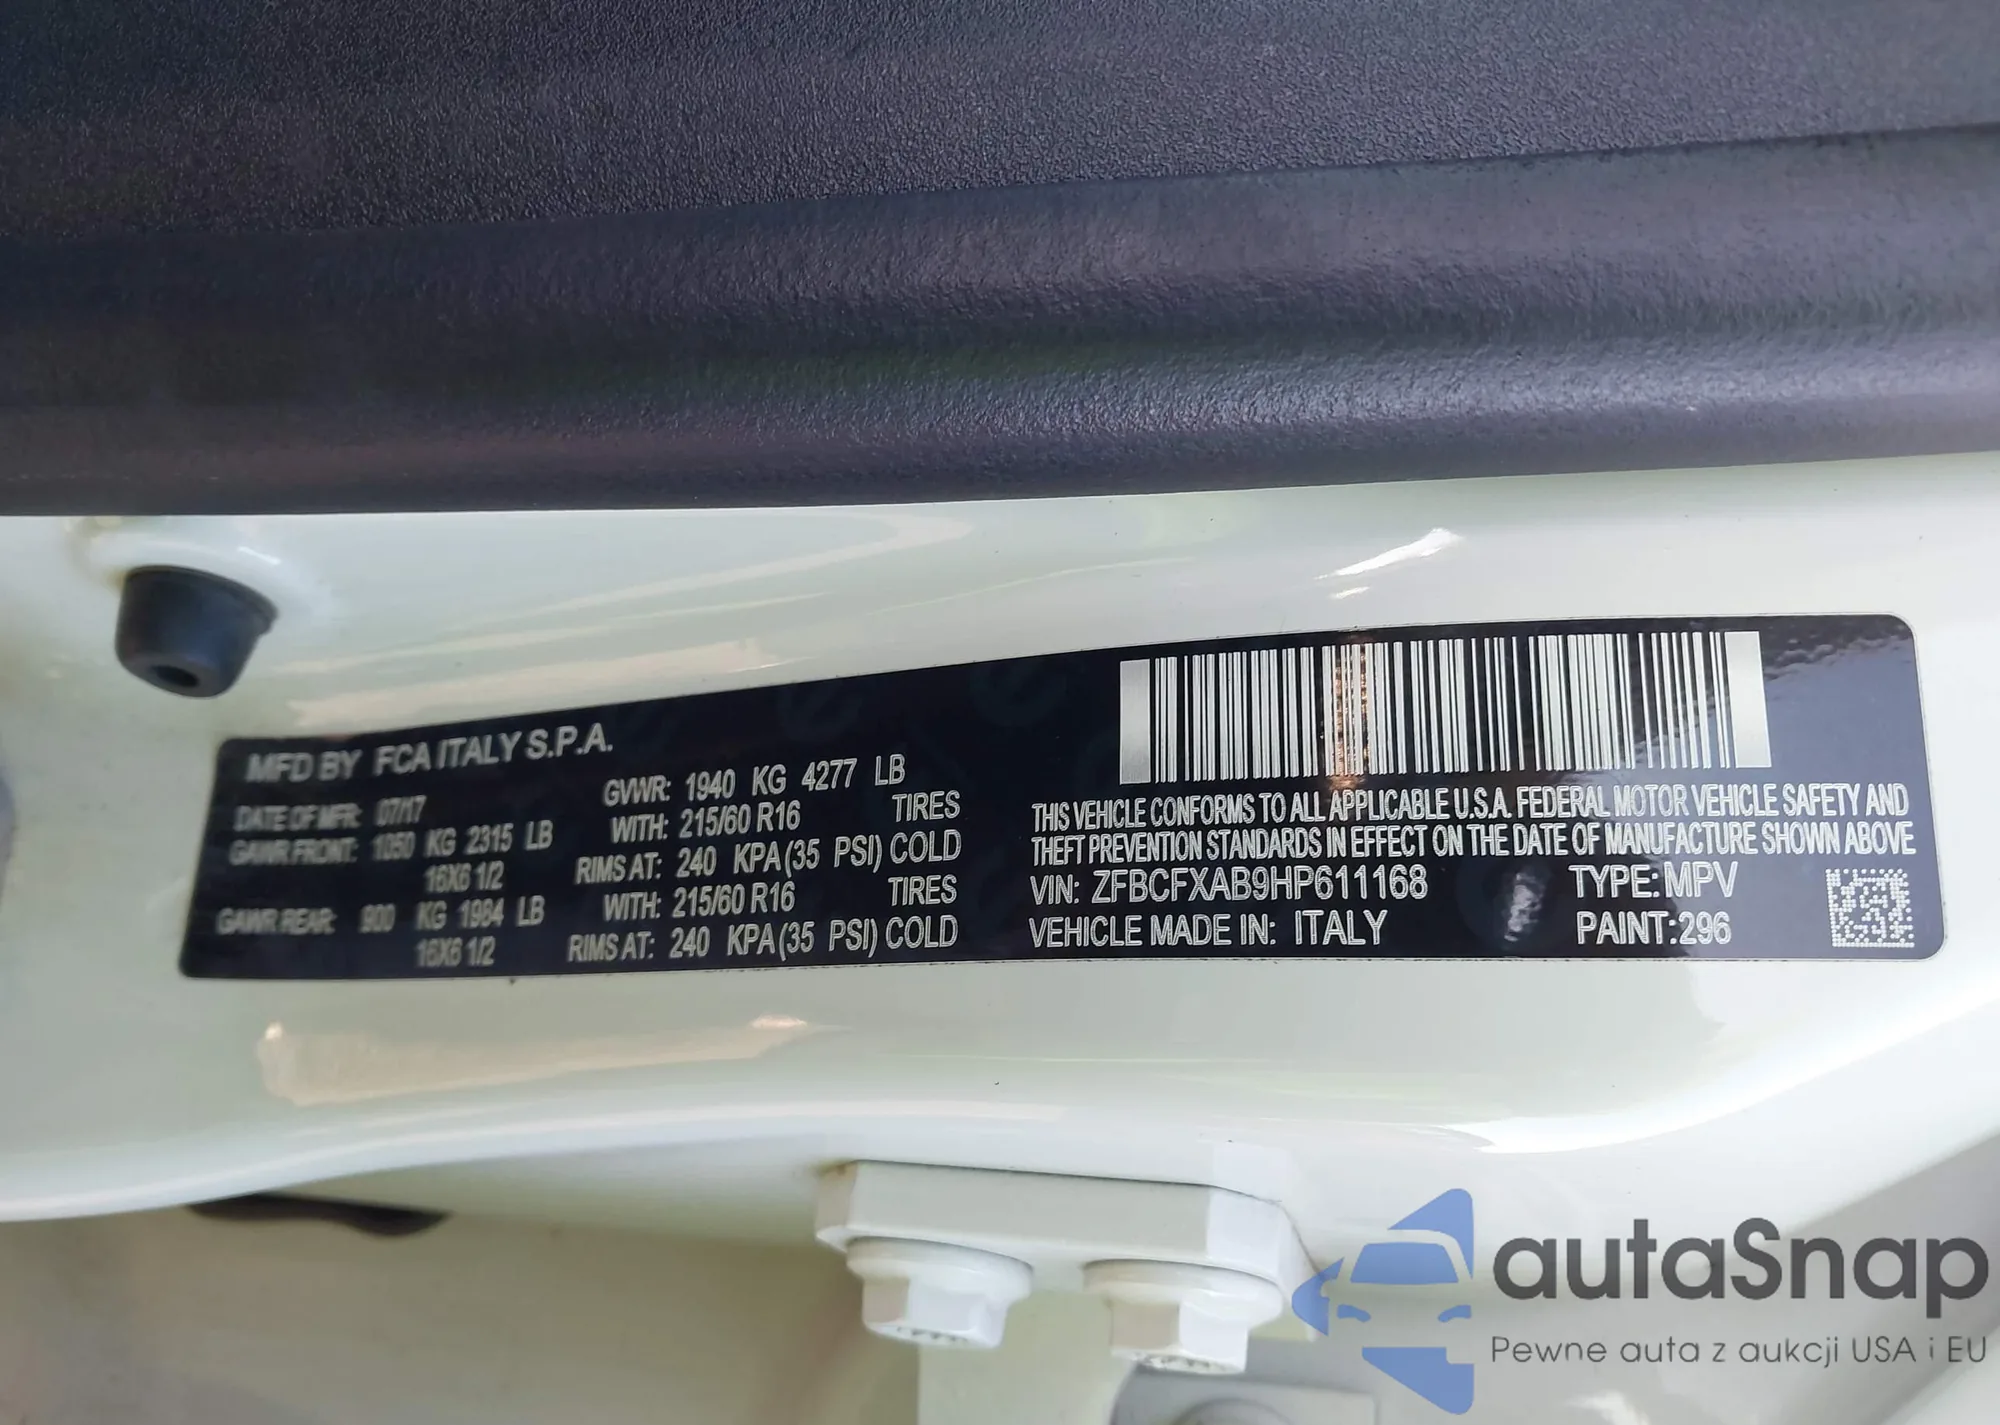 MFD BY FCA ITALY S.P.A.
DATE OF MFR: 07/17 GVWR: 1940 KG 4277 LB
GAWR FRONT: 1050 KG 2315 LB WITH: 215/60 R16 TIRES
16X6 1/2 RIMS AT: 240 KPA(35 PSI) COLD
GAWR REAR: 900 KG 1984 LB WITH: 215/60 R16 TIRES
16X6 1/2 RIMS AT: 240 KPA(35 PSI) COLD
THIS VEHICLE CONFORMS TO ALL APPLICABLE U.S.A. FEDERAL MOTOR VEHICLE SAFETY AND
THEFT PREVENTION STANDARDS IN EFFECT ON THE DATE OF MANUFACTURE SHOWN ABOVE
VIN: ZFBCFXAB9HP611168 TYPE: MPV
VEHICLE MADE IN: ITALY PAINT:296
autaSnap
Pewne auta z aukcji USA i EU